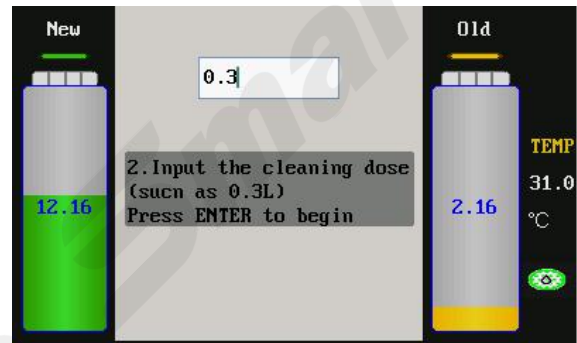 New
Old
0.3
2.Input the cleaning dose
(sucn as 0.3L)
Press ENTER to begin
12.16
2.16
TEMP
31.0
°C